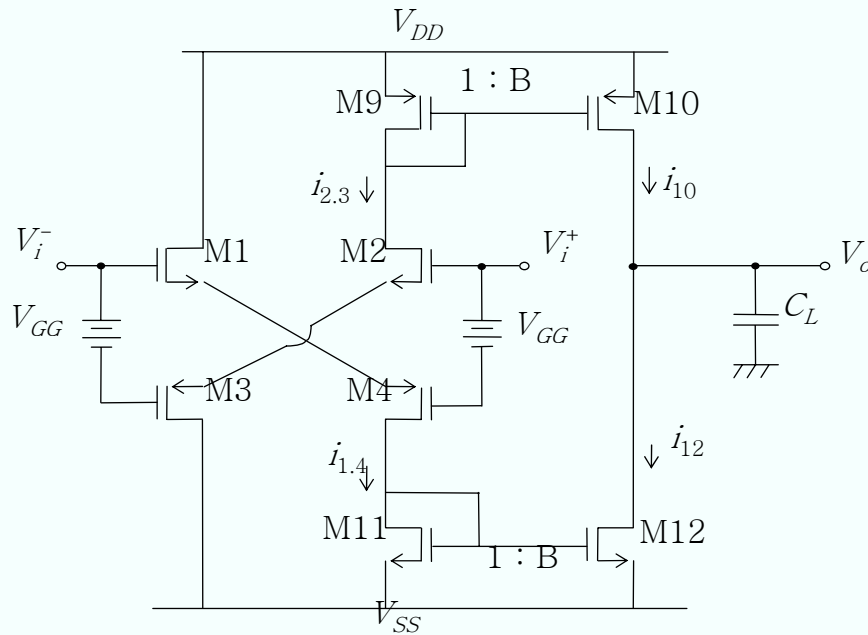 V_DD
1 : B
M9
M10
i_2.3
i_10
V_i^-
M1
M2
V_i^+
V_o
V_GG
V_GG
C_L
M3
M4
i_1.4
i_12
M11
M12
1 : B
V_SS